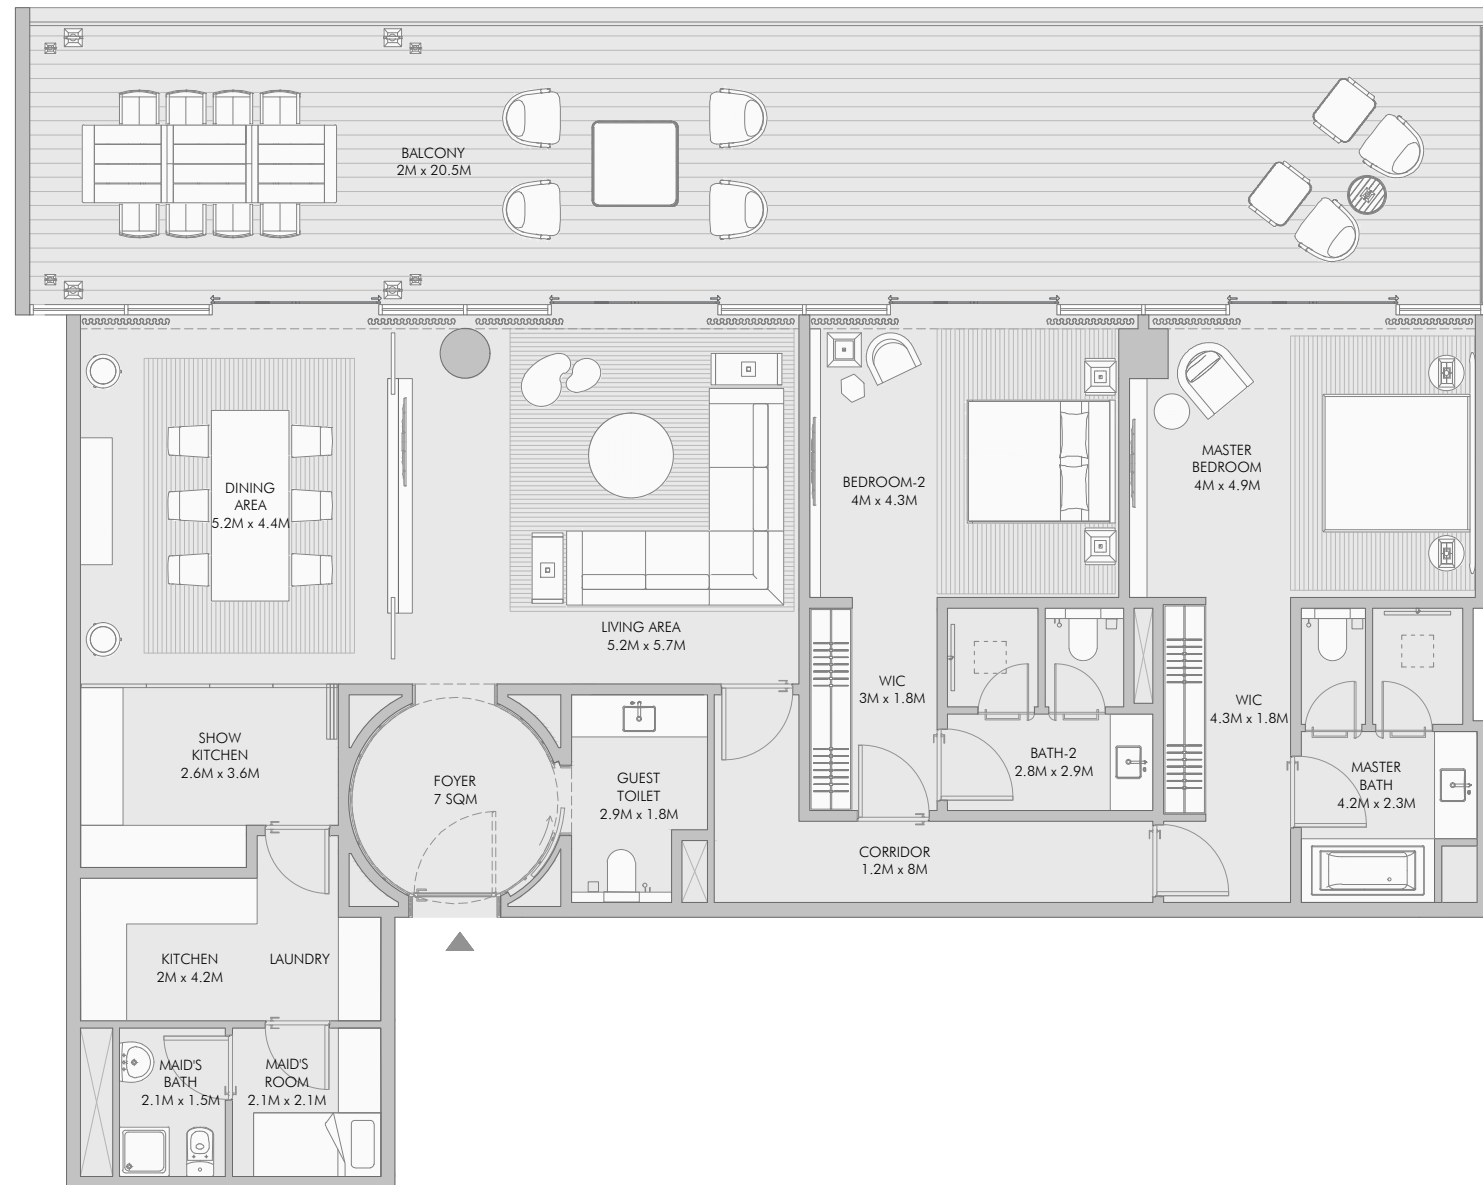 BALCONY
2M x 20.5M
DINING
AREA
5.2M x 4.4M
LIVING AREA
5.2M x 5.7M
BEDROOM-2
4M x 4.3M
MASTER
BEDROOM
4M x 4.9M
WIC
3M x 1.8M
WIC
4.3M x 1.8M
SHOW
KITCHEN
2.6M x 3.6M
FOYER
7 SQM
GUEST
TOILET
2.9M x 1.8M
BATH-2
2.8M x 2.9M
MASTER
BATH
4.2M x 2.3M
CORRIDOR
1.2M x 8M
KITCHEN
2M x 4.2M
LAUNDRY
MAID'S
BATH
2.1M x 1.5M
MAID'S
ROOM
2.1M x 2.1M